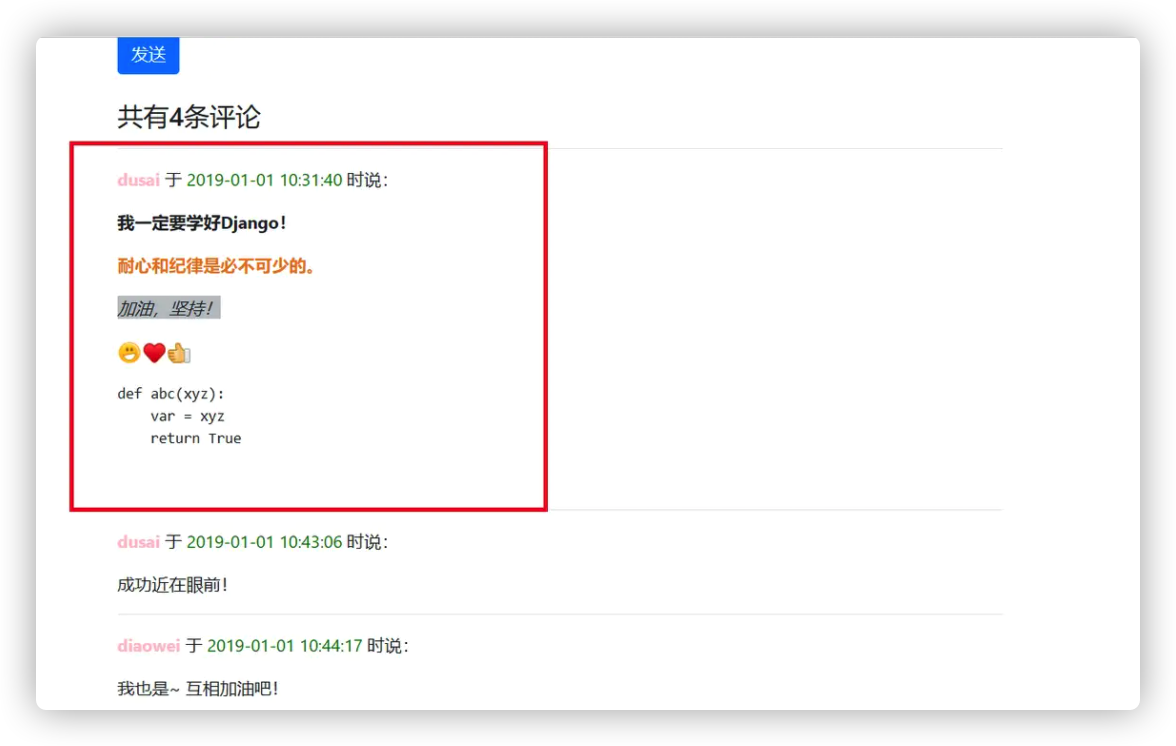 发送
共有4条评论
dusai 于 2019-01-01 10:31:40 时说：
我一定要学好Django！
耐心和纪律是必不可少的。
加油，坚持！
😀❤️👍
def abc(xyz):
    var = xyz
    return True
dusai 于 2019-01-01 10:43:06 时说：
成功近在眼前！
diaowei 于 2019-01-01 10:44:17 时说：
我也是~ 互相加油吧！